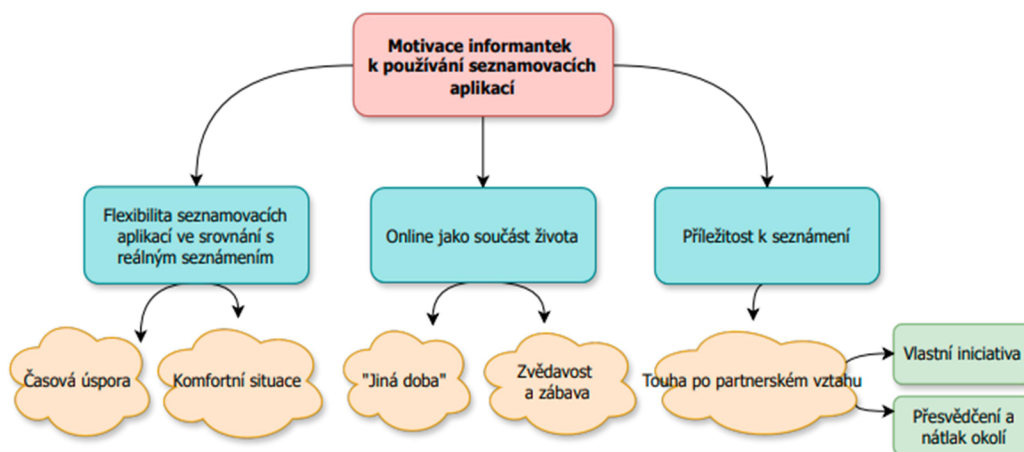 Motivace informantek
k používání seznamovacích
aplikací
Flexibilita seznamovacích
aplikací ve srovnání s
reálným seznámením
Online jako součást života
Příležitost k seznámení
Časová úspora
Komfortní situace
"Jiná doba"
Zvědavost
a zábava
Touha po partnerském vztahu
Vlastní iniciativa
Přesvědčení a
nátlak okolí